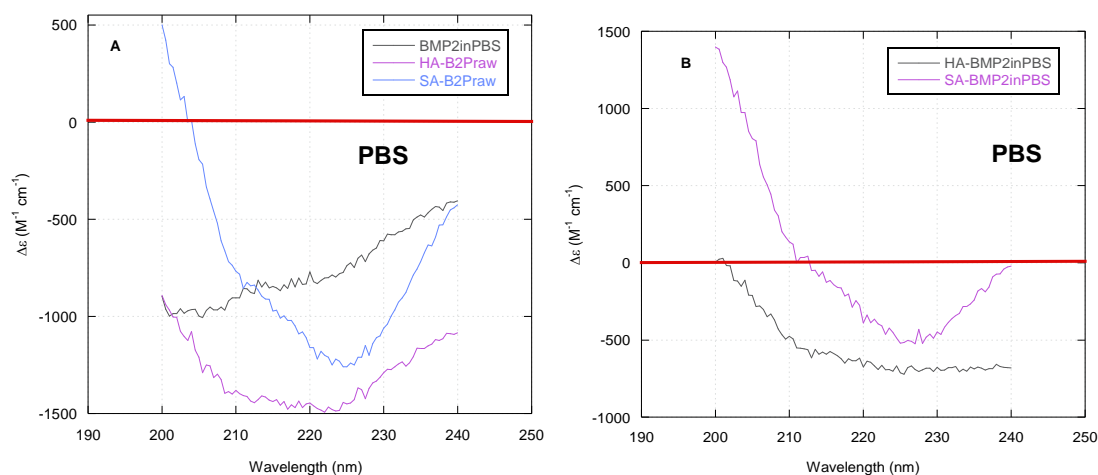 A
BMP2inPBS
HA-B2Praw
SA-B2Praw
PBS
500
0
-500
-1000
-1500
190 200 210 220 230 240 250
Wavelength (nm)
Δε (M⁻¹ cm⁻¹)
B
HA-BMP2inPBS
SA-BMP2inPBS
PBS
1500
1000
500
0
-500
-1000
190 200 210 220 230 240 250
Wavelength (nm)
Δε (M⁻¹ cm⁻¹)